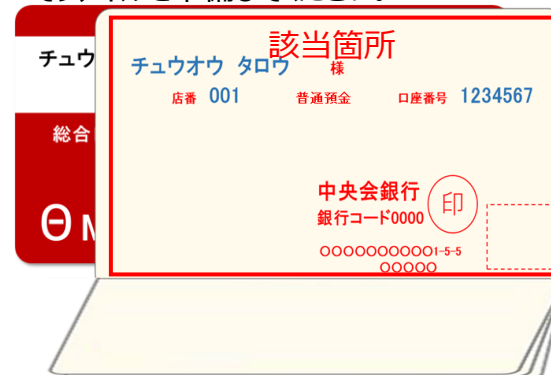 該当箇所
チュウ
チュウオウ タロウ 様
店番 001 普通預金 口座番号 1234567
総合
中央会銀行 印
銀行コード0000
ΘM
OOOOOOOOOO1-5-5
OOOOO